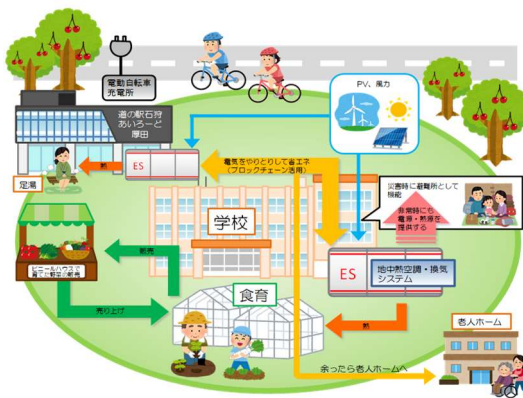 電動自転車
充電所
PV、風力
道の駅石狩
あいろーど
厚田
熱
ES
電気をやりとりして省エネ
(ブロックチェーン活用)
足湯
学校
災害時に避難所として
機能
非常時にも
電源・熱源を
提供する
販売
ES
地中熱空調・換気
システム
ビニールハウスで
育てた野菜の販売
売り上げ
食育
熱
老人ホーム
余ったら老人ホームへ